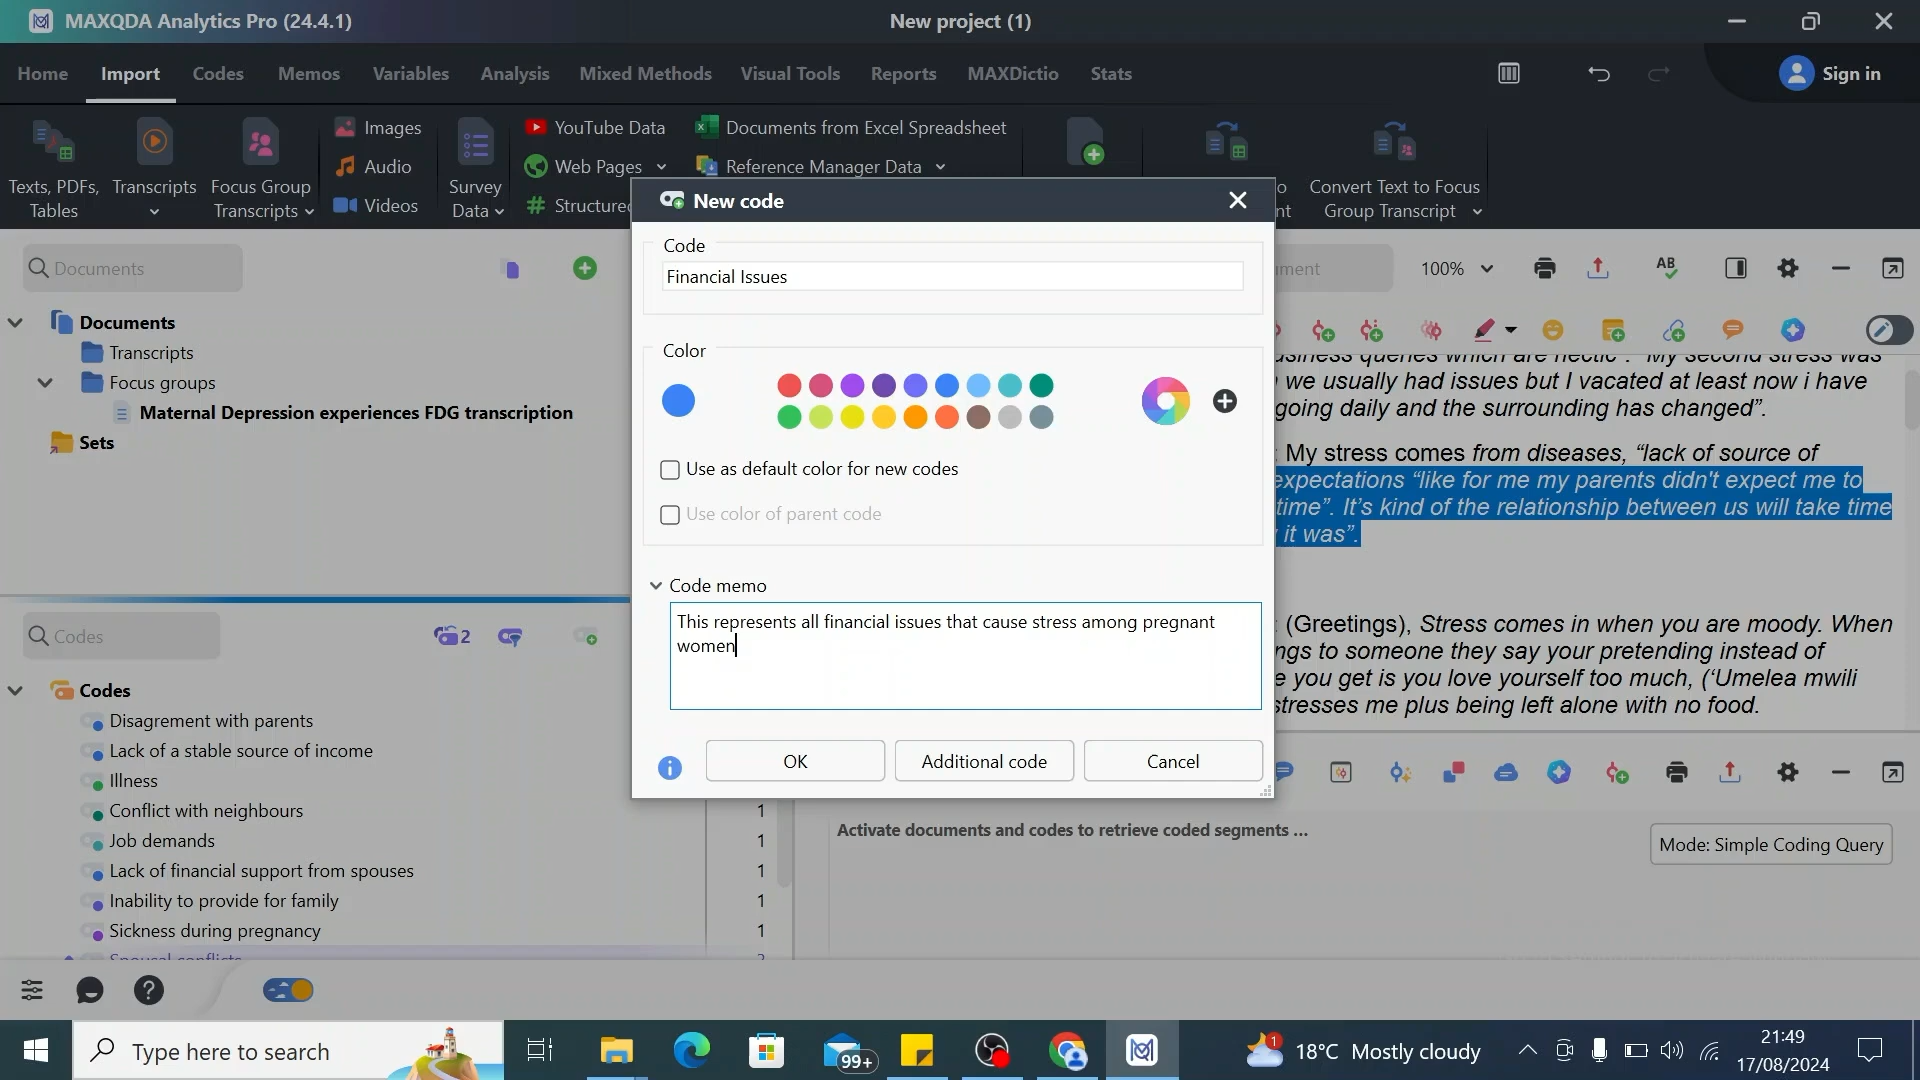 MAXQDA Analytics Pro (24.4.1)
New project (1)
Home
Import
Codes
Memos
Variables
Analysis
Mixed Methods
Visual Tools
Reports
MAXDictio
Stats
Sign in
Texts, PDFs,
Tables
Transcripts
Focus Group
Transcripts
Images
Audio
Videos
Survey
Data
YouTube Data
Web Pages
Documents from Excel Spreadsheet
Reference Manager Data
Convert Text to Focus
Group Transcript
Documents
Documents
Transcripts
Focus groups
Maternal Depression experiences FDG transcription
Sets
New code
Code
Financial Issues
Color
Use as default color for new codes
Use color of parent code
Code memo
This represents all financial issues that cause stress among pregnant
women
OK
Additional code
Cancel
100%
queries which are hectic". "My second stress was
we usually had issues but I vacated at least now i have
going daily and the surrounding has changed".
: My stress comes from diseases, "lack of source of
expectations "like for me my parents didn't expect me to
time". It's kind of the relationship between us will take time
it was".
: (Greetings), Stress comes in when you are moody. When
to someone they say your pretending instead of
you get is you love yourself too much, ('Umelea mwili
stresses me plus being left alone with no food.
Codes
Codes
2
Disagrement with parents
Lack of a stable source of income
Illness
Conflict with neighbours
1
Job demands
1
Lack of financial support from spouses
1
Inability to provide for family
1
Sickness during pregnancy
1
Spousal conflicts
Activate documents and codes to retrieve coded segments ...
Mode: Simple Coding Query
Type here to search
99+
1
18°C Mostly cloudy
21:49
17/08/2024